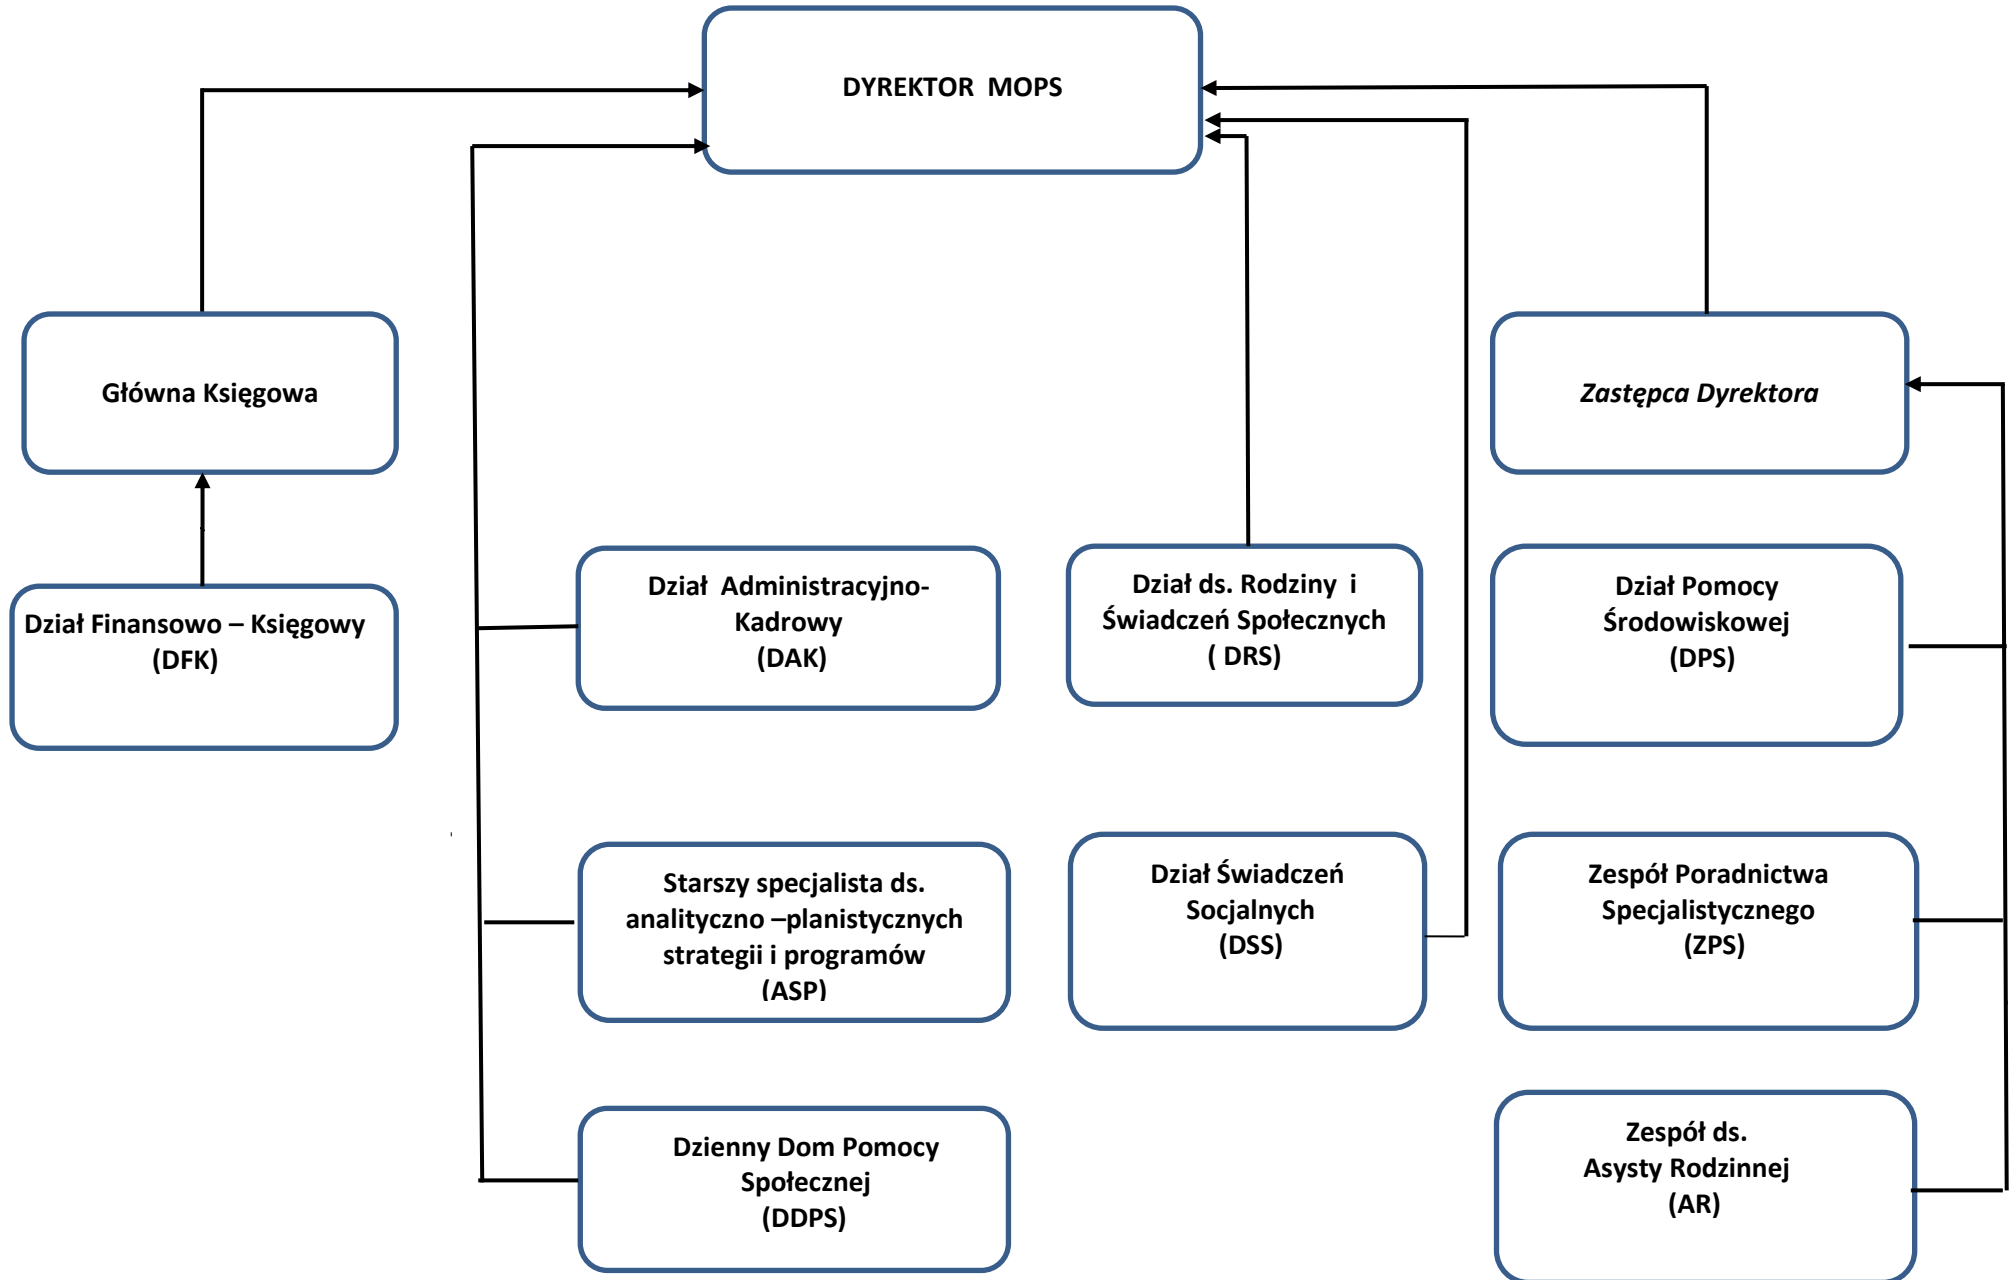 DYREKTOR  MOPS
Główna Księgowa
Zastępca Dyrektora
Dział Finansowo – Księgowy
(DFK)
Dział  Administracyjno-
Kadrowy
(DAK)
Dział ds. Rodziny  i
Świadczeń Społecznych
( DRS)
Dział Pomocy
Środowiskowej
(DPS)
Starszy specjalista ds.
analityczno –planistycznych
strategii i programów
(ASP)
Dział Świadczeń
Socjalnych
(DSS)
Zespół Poradnictwa
Specjalistycznego
(ZPS)
Dzienny Dom Pomocy
Społecznej
(DDPS)
Zespół ds.
Asysty Rodzinnej
(AR)